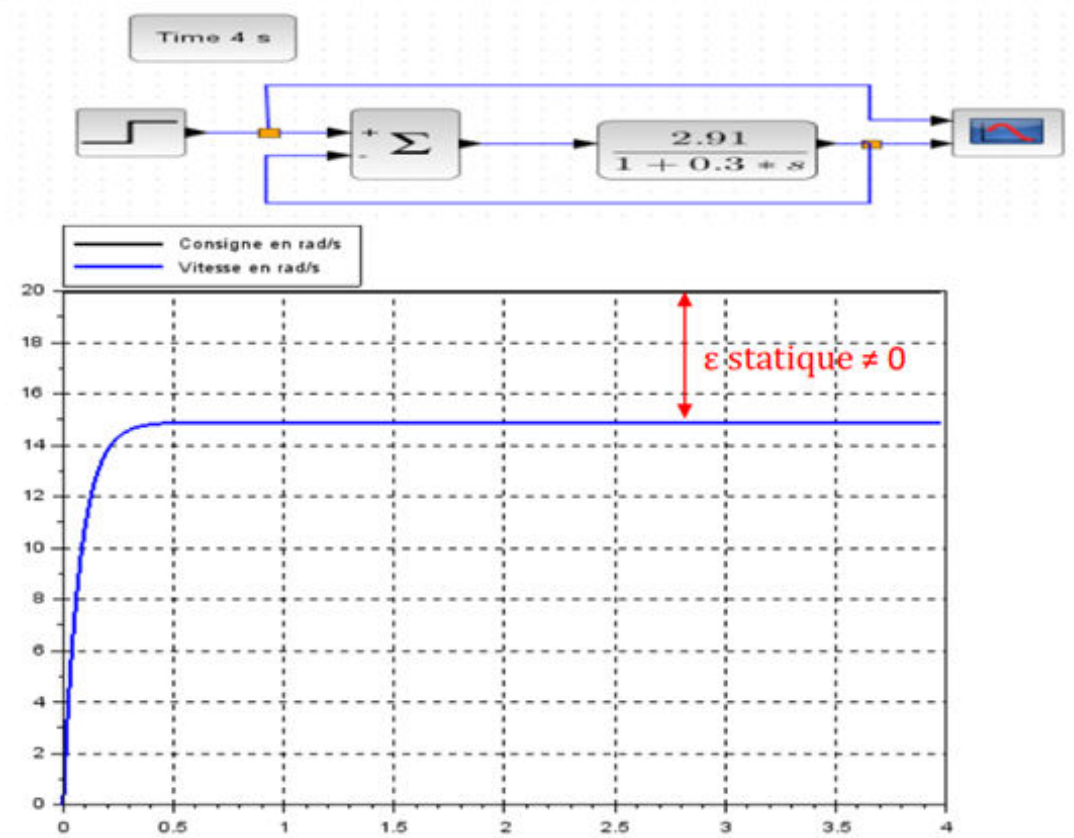 Time 4 s
+
-
Σ
2.91
1 + 0.3 * s
Consigne en rad/s
Vitesse en rad/s
20
18
16
14
12
10
8
6
4
2
0
ε statique ≠ 0
0 0.5 1 1.5 2 2.5 3 3.5 4